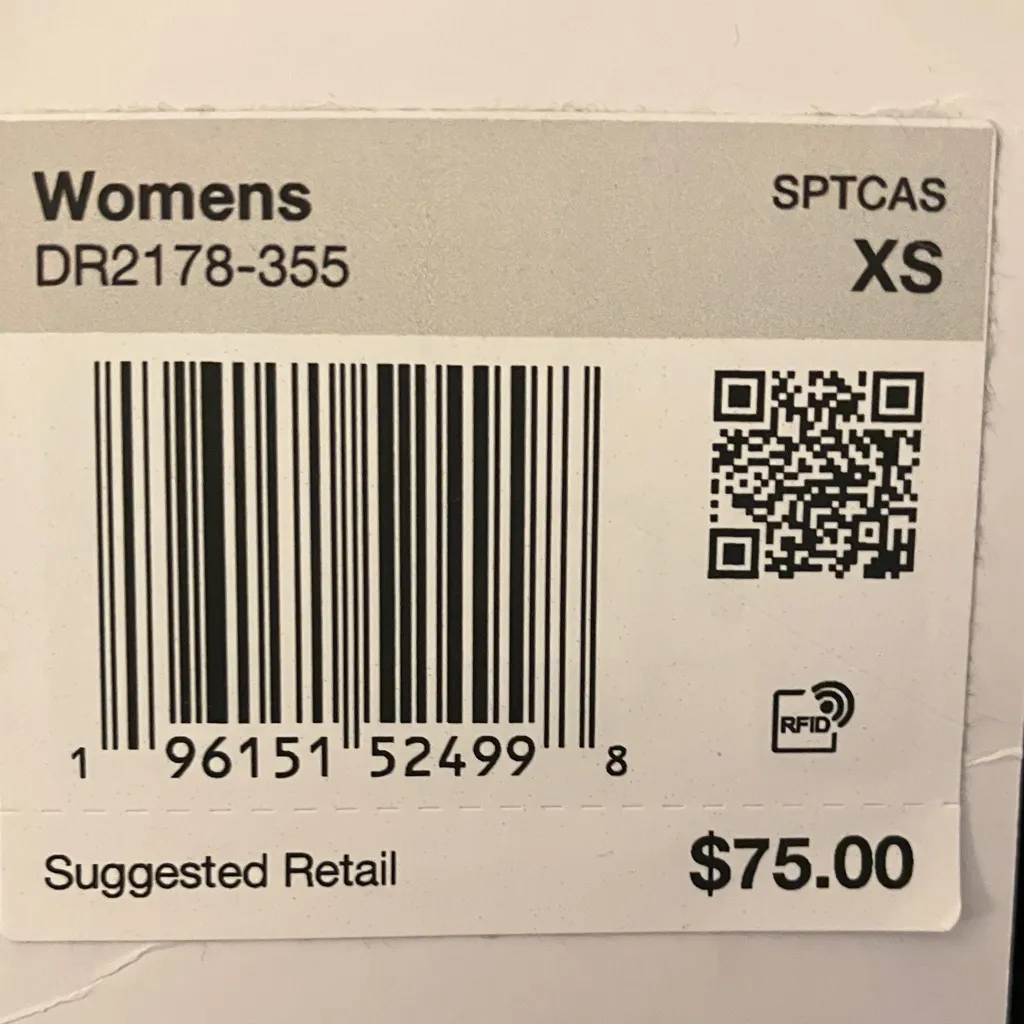 Womens
SPTCAS
DR2178-355
XS
RFID
1 96151 52499 8
Suggested Retail
$75.00